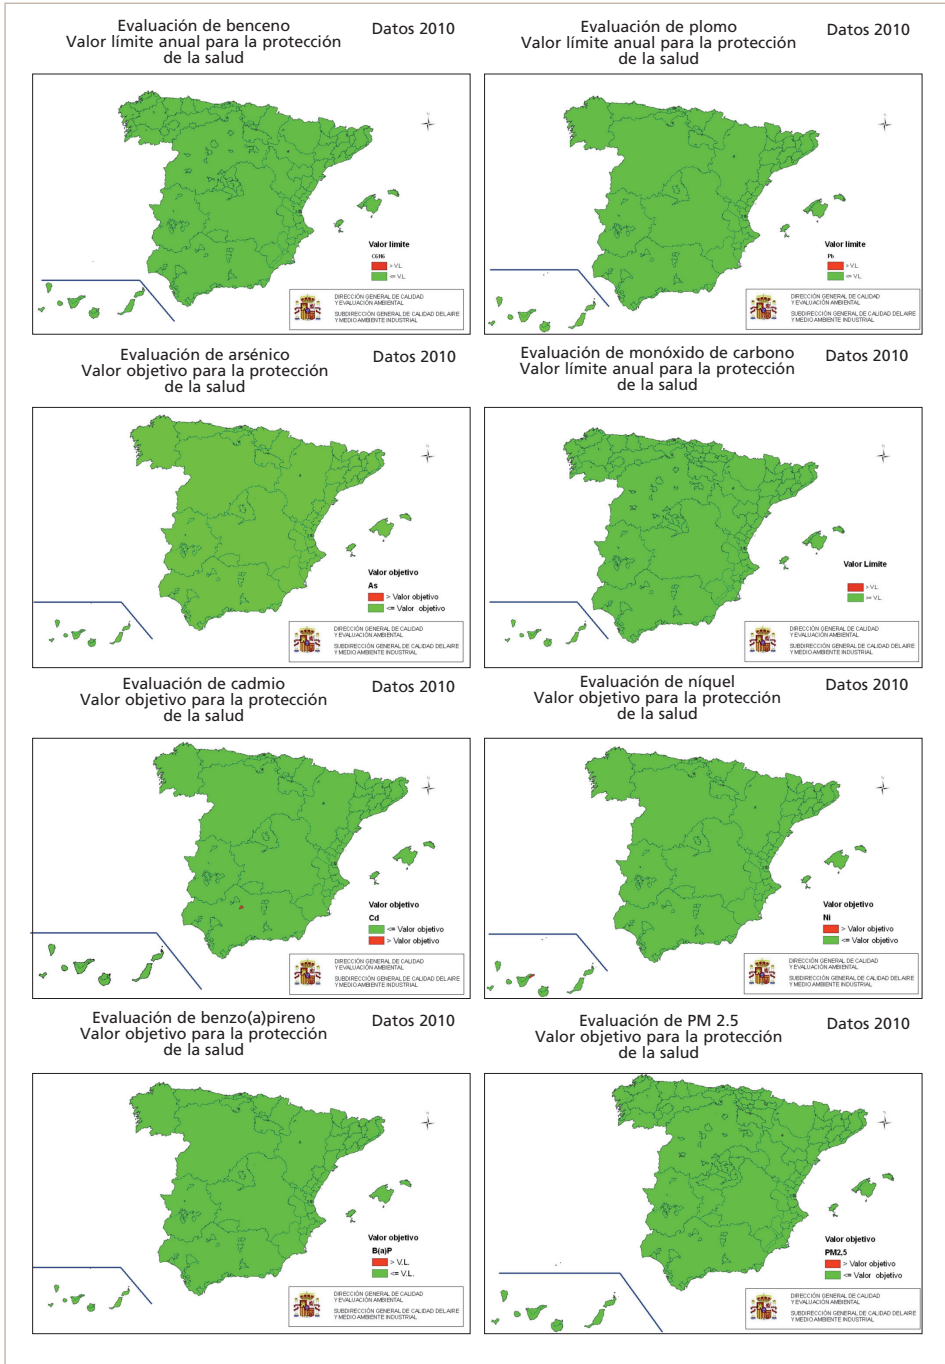 Evaluación de benceno
Valor límite anual para la protección
de la salud
Datos 2010
Valor límite
C6H6
> V.L.
<= V.L.
DIRECCIÓN GENERAL DE CALIDAD
Y EVALUACIÓN AMBIENTAL
SUBDIRECCIÓN GENERAL DE CALIDAD DEL AIRE
Y MEDIO AMBIENTE INDUSTRIAL
Evaluación de plomo
Valor límite anual para la protección
de la salud
Datos 2010
Valor límite
Pb
> V.L.
<= V.L.
DIRECCIÓN GENERAL DE CALIDAD
Y EVALUACIÓN AMBIENTAL
SUBDIRECCIÓN GENERAL DE CALIDAD DEL AIRE
Y MEDIO AMBIENTE INDUSTRIAL
Evaluación de arsénico
Valor objetivo para la protección
de la salud
Datos 2010
Valor objetivo
As
> Valor objetivo
<= Valor objetivo
DIRECCIÓN GENERAL DE CALIDAD
Y EVALUACIÓN AMBIENTAL
SUBDIRECCIÓN GENERAL DE CALIDAD DEL AIRE
Y MEDIO AMBIENTE INDUSTRIAL
Evaluación de monóxido de carbono
Valor límite anual para la protección
de la salud
Datos 2010
Valor Límite
> V.L.
>= V.L.
DIRECCIÓN GENERAL DE CALIDAD
Y EVALUACIÓN AMBIENTAL
SUBDIRECCIÓN GENERAL DE CALIDAD DEL AIRE
Y MEDIO AMBIENTE INDUSTRIAL
Evaluación de cadmio
Valor objetivo para la protección
de la salud
Datos 2010
Valor objetivo
Cd
<= Valor objetivo
> Valor objetivo
DIRECCIÓN GENERAL DE CALIDAD
Y EVALUACIÓN AMBIENTAL
SUBDIRECCIÓN GENERAL DE CALIDAD DEL AIRE
Y MEDIO AMBIENTE INDUSTRIAL
Evaluación de níquel
Valor objetivo para la protección
de la salud
Datos 2010
Valor objetivo
Ni
> Valor objetivo
<= Valor objetivo
DIRECCIÓN GENERAL DE CALIDAD
Y EVALUACIÓN AMBIENTAL
SUBDIRECCIÓN GENERAL DE CALIDAD DEL AIRE
Y MEDIO AMBIENTE INDUSTRIAL
Evaluación de benzo(a)pireno
Valor objetivo para la protección
de la salud
Datos 2010
Valor objetivo
B(a)P
> V.L.
<= V.L.
DIRECCIÓN GENERAL DE CALIDAD
Y EVALUACIÓN AMBIENTAL
SUBDIRECCIÓN GENERAL DE CALIDAD DEL AIRE
Y MEDIO AMBIENTE INDUSTRIAL
Evaluación de PM 2.5
Valor objetivo para la protección
de la salud
Datos 2010
Valor objetivo
PM2,5
> Valor objetivo
<= Valor objetivo
DIRECCIÓN GENERAL DE CALIDAD
Y EVALUACIÓN AMBIENTAL
SUBDIRECCIÓN GENERAL DE CALIDAD DEL AIRE
Y MEDIO AMBIENTE INDUSTRIAL